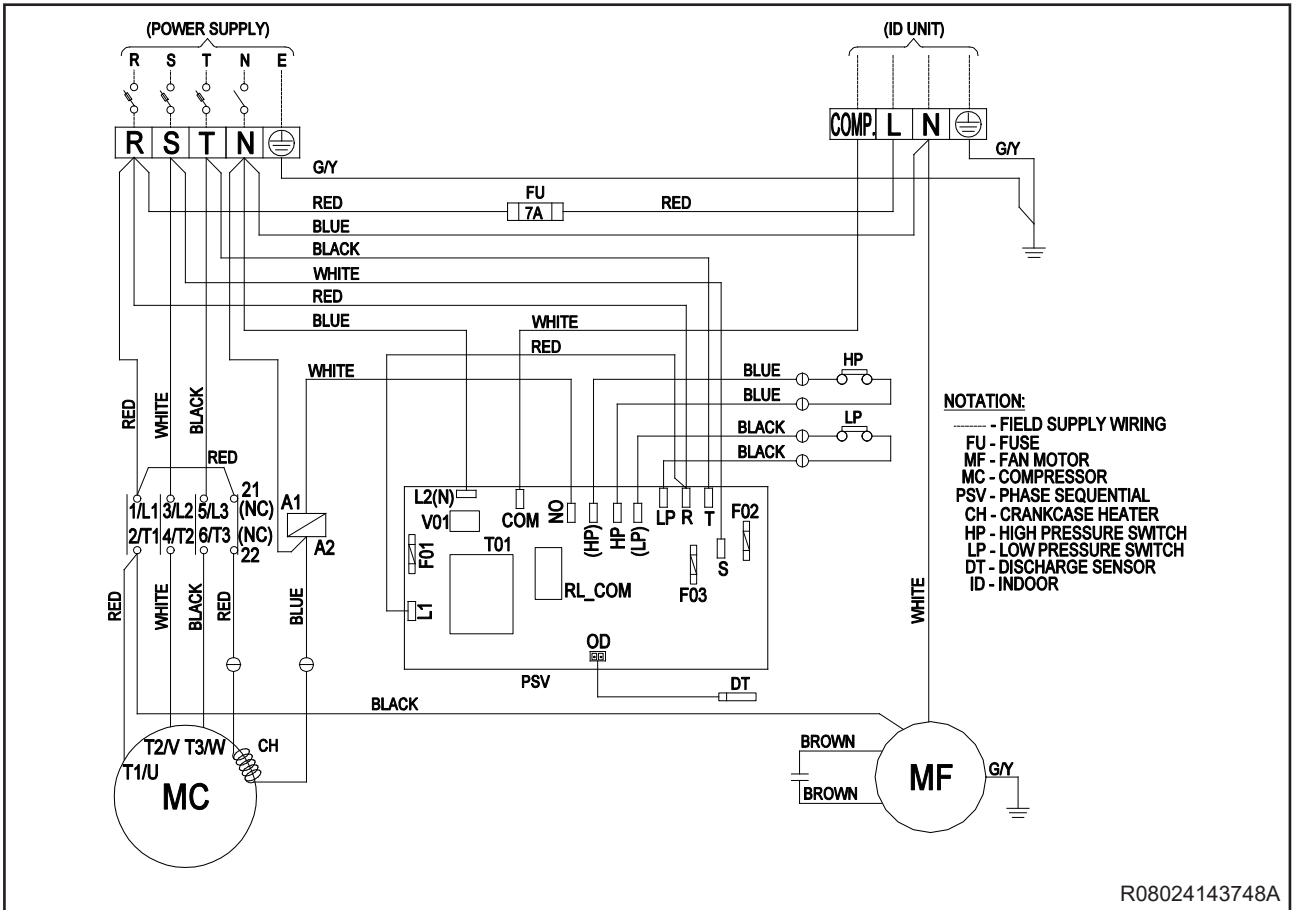 (POWER SUPPLY)
R S T N E
(ID UNIT)
R S T N
COMP. L N
G/Y
G/Y
RED
FU
7A
RED
BLUE
BLACK
WHITE
RED
BLUE
WHITE
RED
WHITE
BLUE
HP
BLUE
BLACK
LP
BLACK
RED
WHITE
BLACK
RED
1/L1 3/L2 5/L3 21 (NC)
2/T1 4/T2 6/T3 (NC) 22
A1
A2
RED
WHITE
BLACK
RED
BLUE
L2(N)
V01
F01
T01
L1
COM
NO
(HP)
HP
(LP)
LP R T
F02
S
F03
RL_COM
OD
PSV
DT
BLACK
WHITE
T2/V T3/W
T1/U
CH
MC
BROWN
BROWN
MF
G/Y
NOTATION:
-------- - FIELD SUPPLY WIRING
FU - FUSE
MF - FAN MOTOR
MC - COMPRESSOR
PSV - PHASE SEQUENTIAL
CH - CRANKCASE HEATER
HP - HIGH PRESSURE SWITCH
LP - LOW PRESSURE SWITCH
DT - DISCHARGE SENSOR
ID - INDOOR
R08024143748A